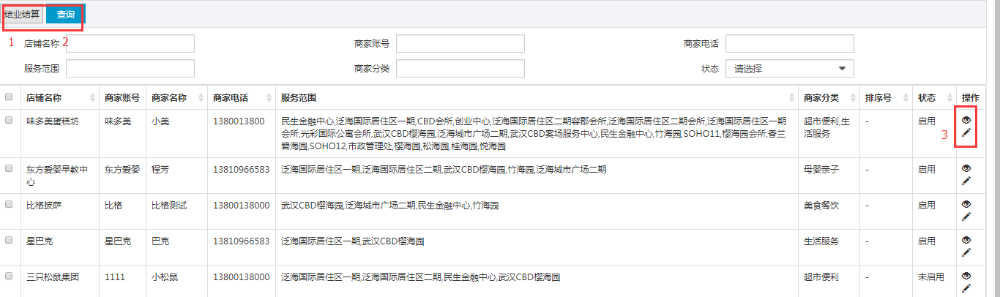 结业结算 查询
1 店铺名称 2 商家账号 商家电话
服务范围 商家分类 状态 请选择
店铺名称 商家账号 商家名称 商家电话 服务范围 商家分类 排序号 状态 操作
味多美蛋糕坊 味多美 小美 1380013800 民生金融中心,泛海国际居住区一期,CBD会所,创业中心,泛海国际居住区二期容郡会所,泛海国际居住区二期会所,泛海国际居住区一期 超市便利,生 - 启用
会所,光彩国际公寓会所,武汉CBD樱海园,泛海城市广场二期,武汉CBD案场服务中心,民生金融中心,竹海园,SOHO11,樱海园会所,香兰 活服务 3
碧海园,SOHO12,市政管理处,樱海园,松海园,桂海园,悦海园
东方爱婴早教中 东方爱婴 程芳 13810966583 泛海国际居住区一期,泛海国际居住区二期,武汉CBD樱海园,竹海园,泛海城市广场二期 母婴亲子 - 启用
心
比格披萨 比格 比格测试 13800138000 武汉CBD樱海园,泛海城市广场二期,民生金融中心,竹海园 美食餐饮 - 启用
星巴克 星巴克 巴克 13810966583 泛海国际居住区一期,武汉CBD樱海园 生活服务 - 启用
三只松鼠集团 1111 小松鼠 13800138000 泛海国际居住区一期,泛海国际居住区二期,民生金融中心,武汉CBD樱海园 超市便利 - 未启用